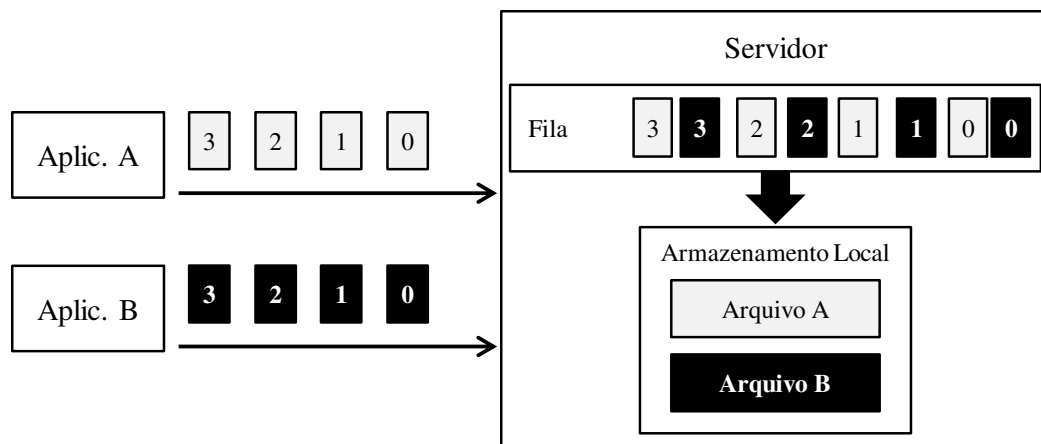 Servidor
Fila 3 3 2 2 1 1 0 0
Aplic. A 3 2 1 0
Armazenamento Local
Aplic. B 3 2 1 0
Arquivo A
Arquivo B